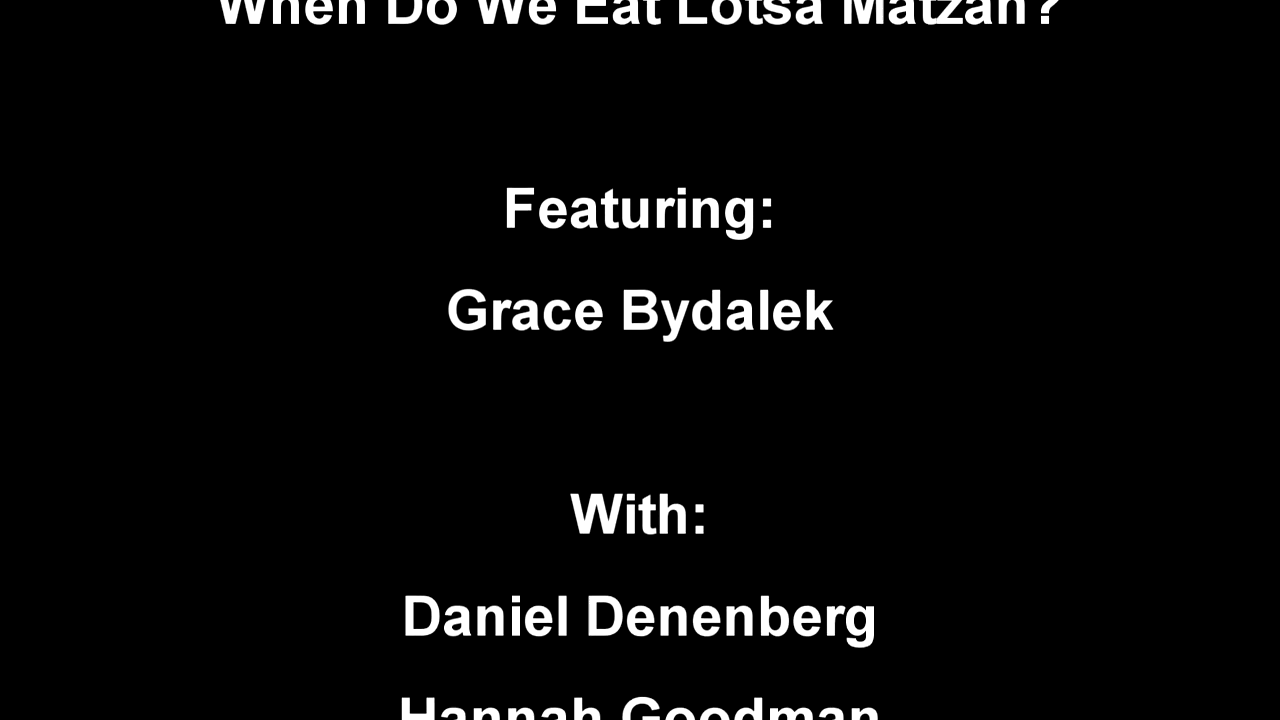 When Do We Eat Lotsa Matzah?
Featuring:
Grace Bydalek
With:
Daniel Denenberg
Hannah Goodman